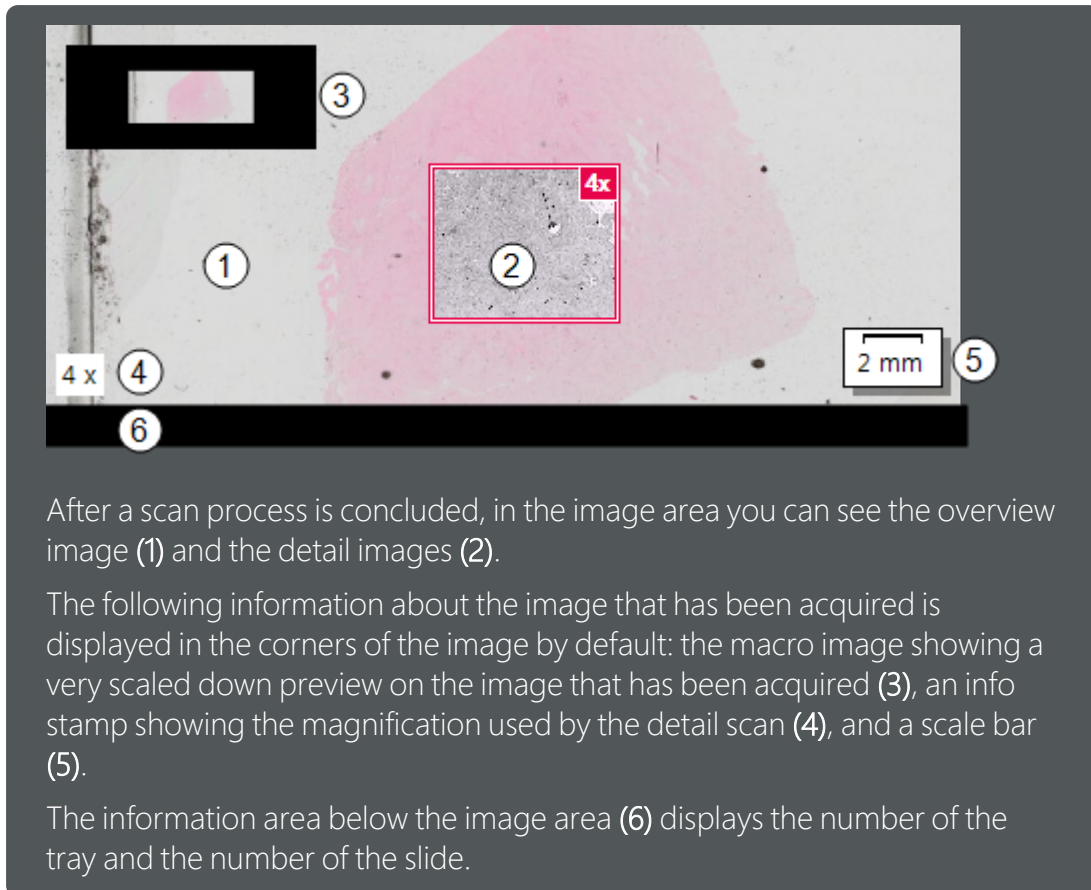 3
4x
1
2
4 x
4
2 mm
5
6
After a scan process is concluded, in the image area you can see the overview
image (1) and the detail images (2).
The following information about the image that has been acquired is
displayed in the corners of the image by default: the macro image showing a
very scaled down preview on the image that has been acquired (3), an info
stamp showing the magnification used by the detail scan (4), and a scale bar
(5).
The information area below the image area (6) displays the number of the
tray and the number of the slide.